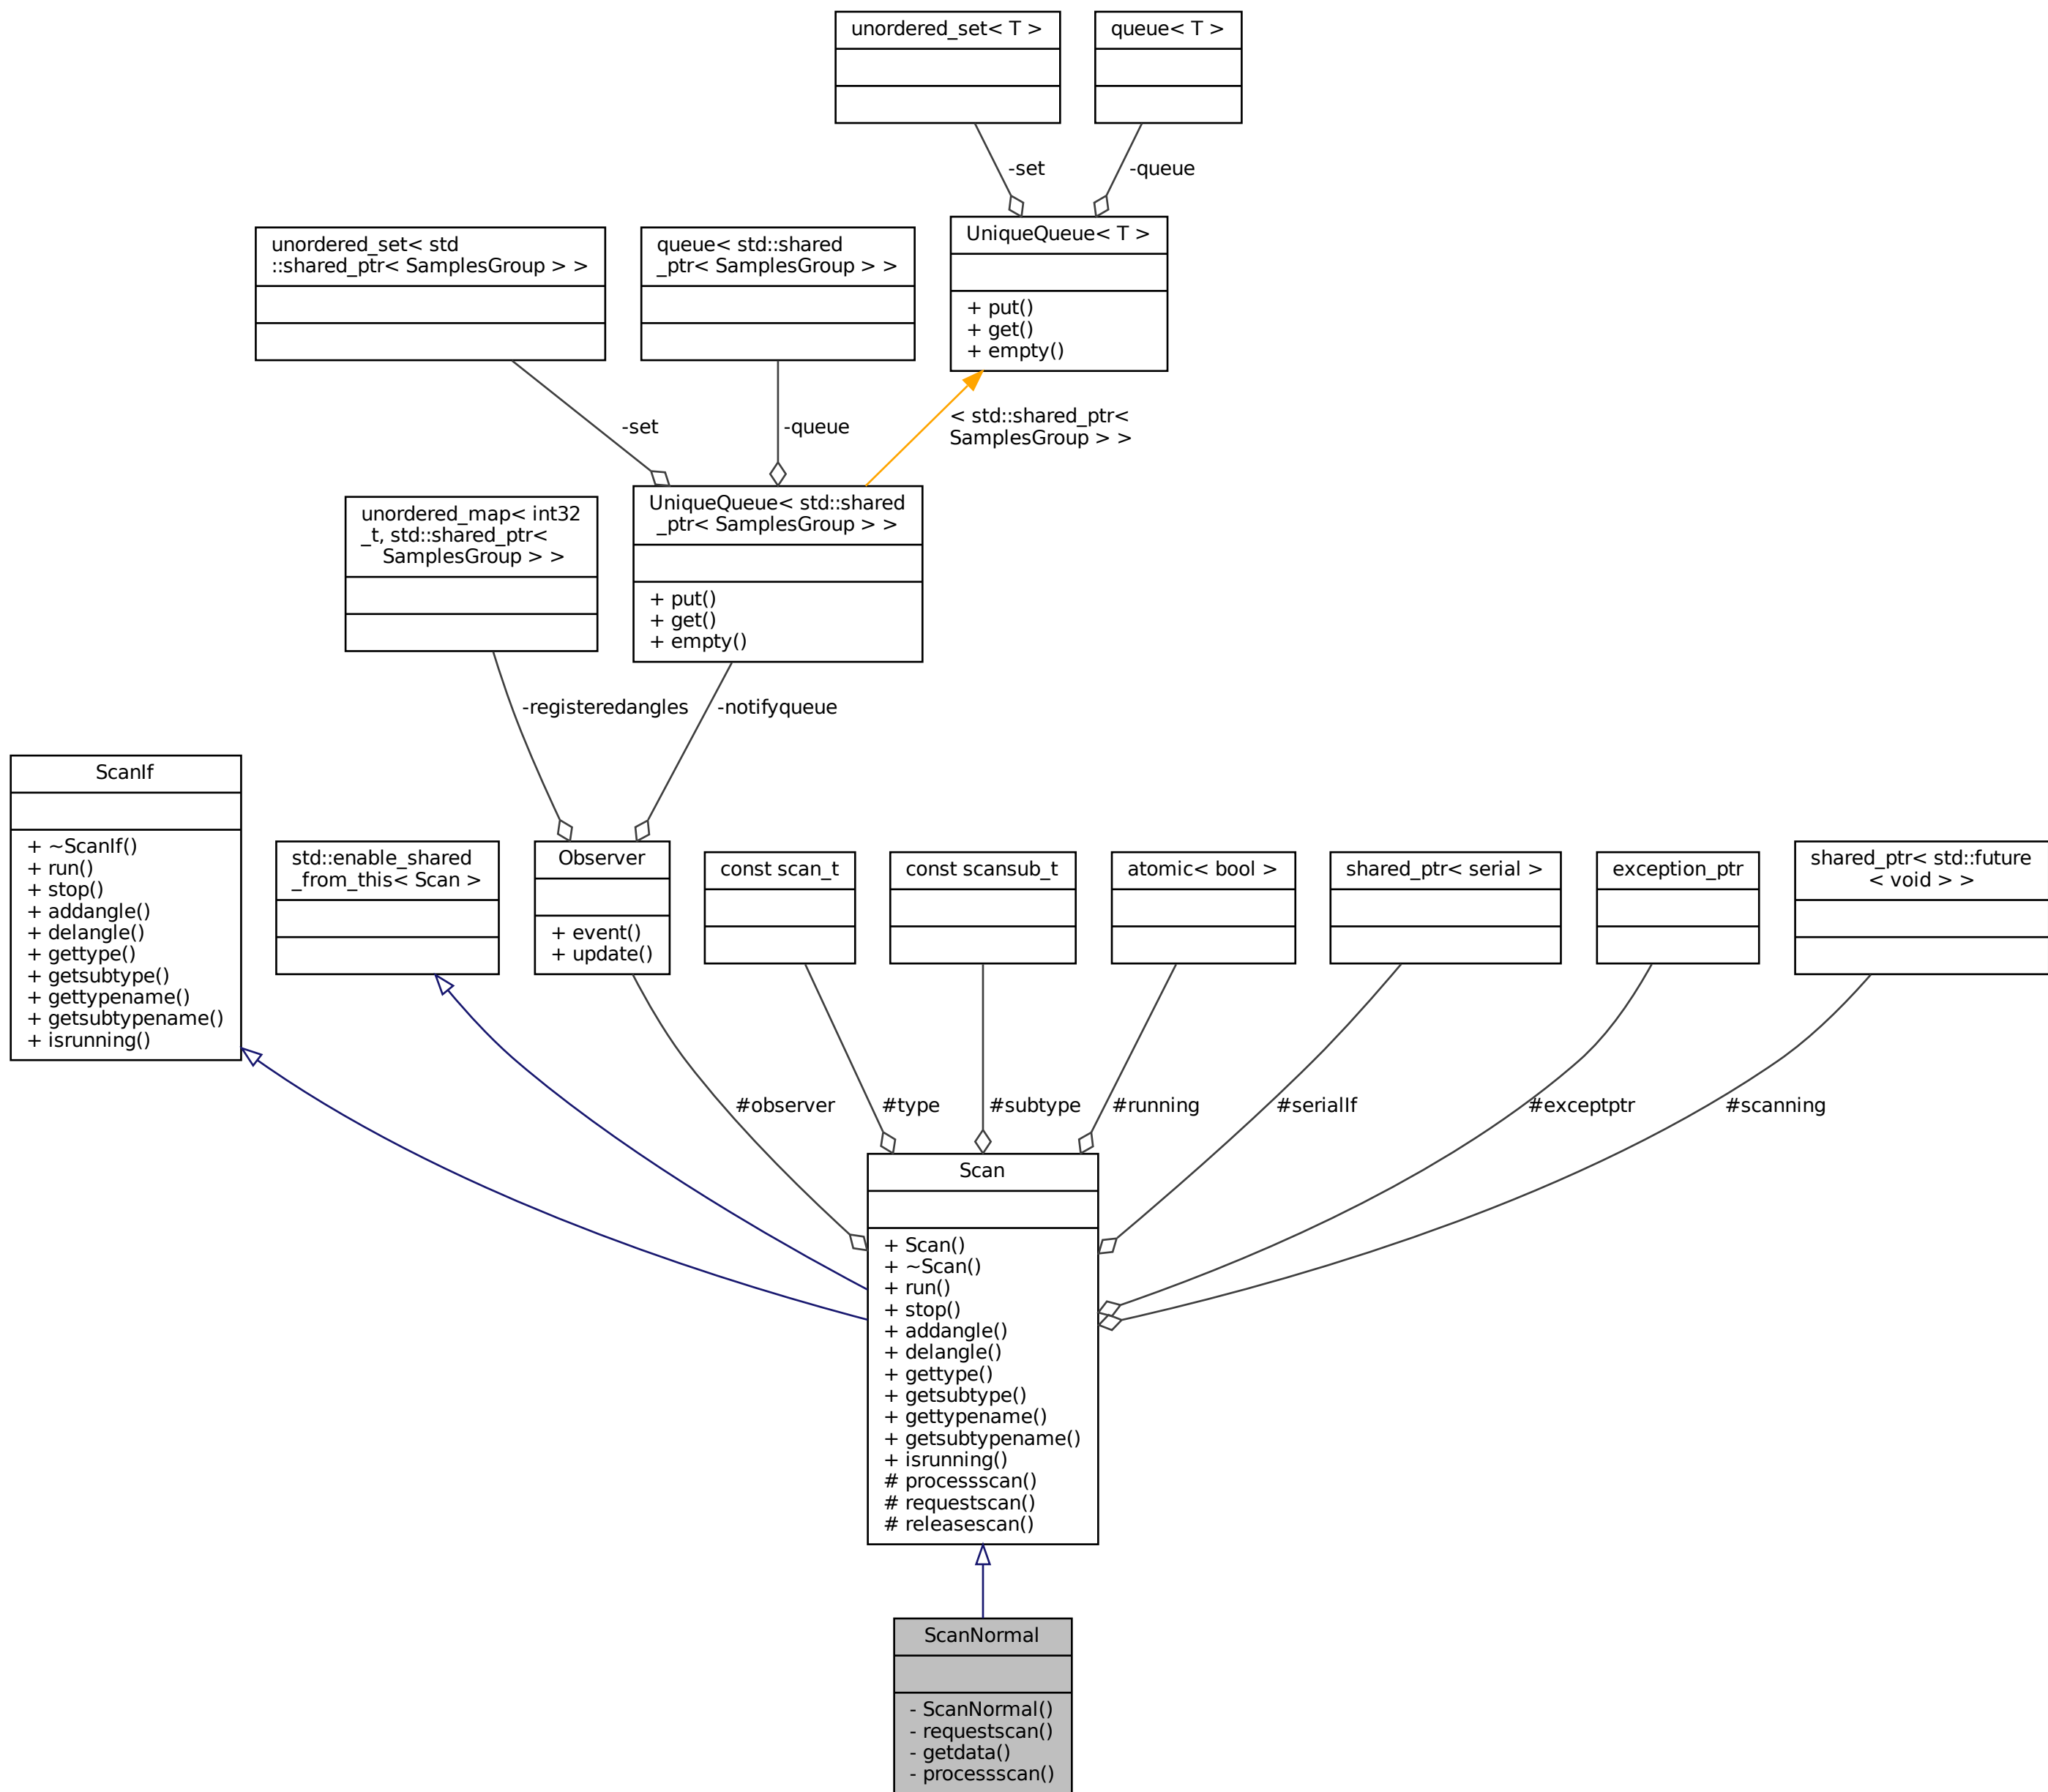 unordered_set< T >
queue< T >
-set
-queue
UniqueQueue< T >
+ put()
+ get()
+ empty()
unordered_set< std
::shared_ptr< SamplesGroup > >
queue< std::shared
_ptr< SamplesGroup > >
-set
-queue
< std::shared_ptr<
SamplesGroup > >
unordered_map< int32
_t, std::shared_ptr<
SamplesGroup > >
UniqueQueue< std::shared
_ptr< SamplesGroup > >
+ put()
+ get()
+ empty()
-registeredangles
-notifyqueue
ScanIf
+ ~ScanIf()
+ run()
+ stop()
+ addangle()
+ delangle()
+ gettype()
+ getsubtype()
+ gettypename()
+ getsubtypename()
+ isrunning()
std::enable_shared
_from_this< Scan >
Observer
+ event()
+ update()
const scan_t
const scansub_t
atomic< bool >
shared_ptr< serial >
exception_ptr
shared_ptr< std::future
< void > >
#observer
#type
#subtype
#running
#serialIf
#exceptptr
#scanning
Scan
+ Scan()
+ ~Scan()
+ run()
+ stop()
+ addangle()
+ delangle()
+ gettype()
+ getsubtype()
+ gettypename()
+ getsubtypename()
+ isrunning()
# processscan()
# requestscan()
# releasescan()
ScanNormal
- ScanNormal()
- requestscan()
- getdata()
- processscan()